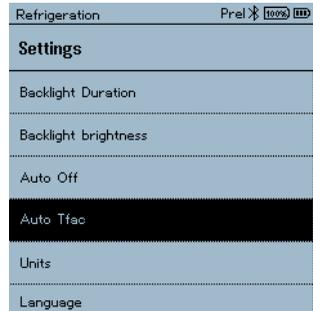 Refrigeration Prel 100%
Settings
Backlight Duration
Backlight brightness
Auto Off
Auto Tfac
Units
Language